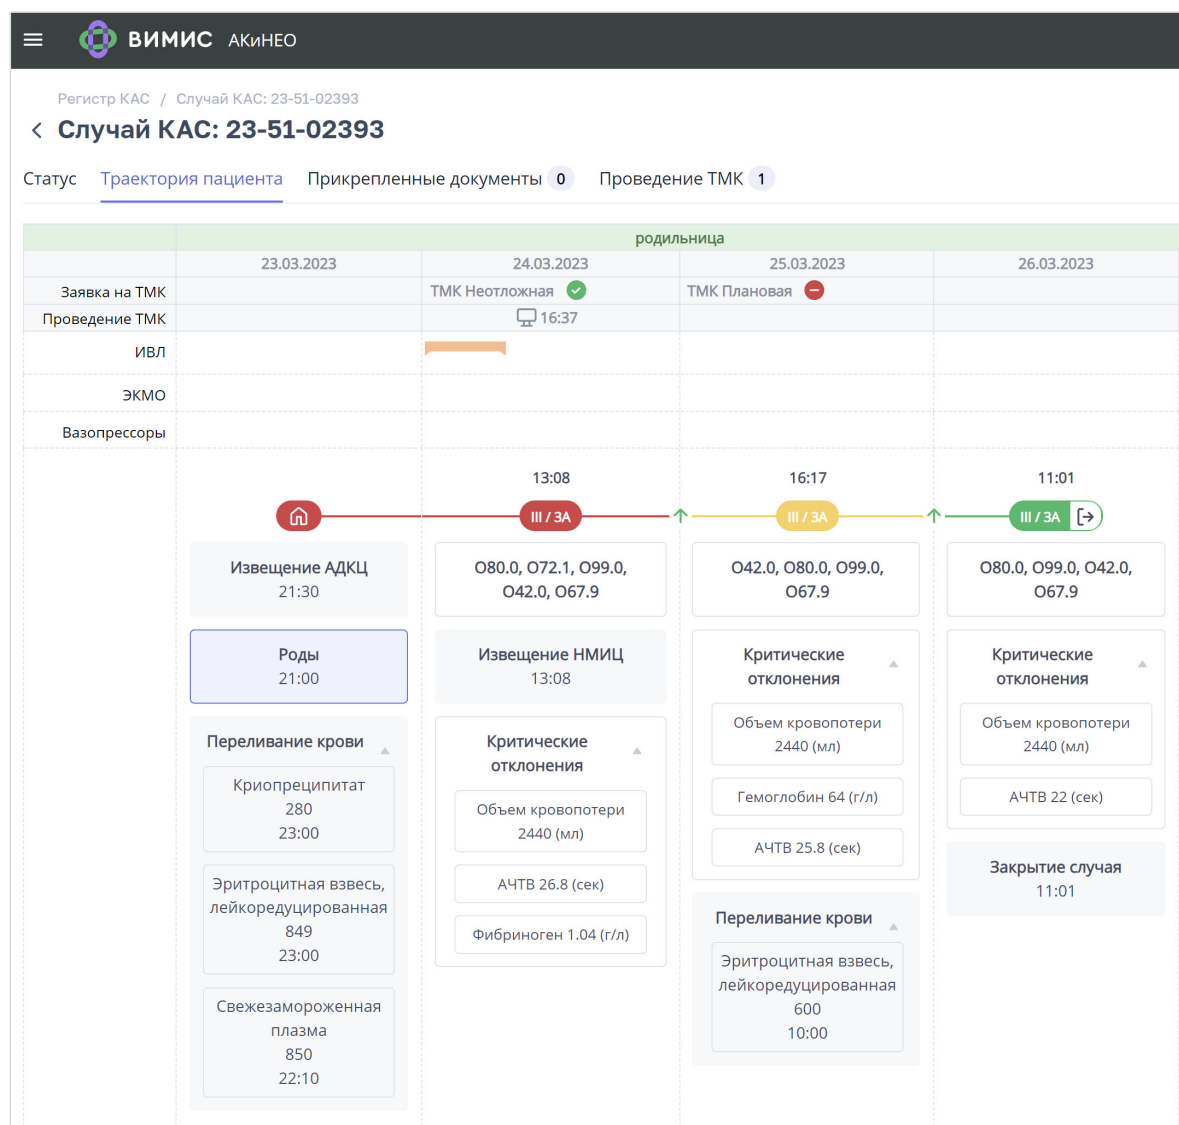 ВИМИС АКиНЕО
Регистр КАС / Случай КАС: 23-51-02393
Случай КАС: 23-51-02393
Статус Траектория пациента Прикрепленные документы 0 Проведение ТМК 1
родильница
23.03.2023 24.03.2023 25.03.2023 26.03.2023
Заявка на ТМК ТМК Неотложная ТМК Плановая
Проведение ТМК 16:37
ИВЛ
ЭКМО
Вазопрессоры
13:08 16:17 11:01
III / 3A III / 3A III / 3A
Извещение АДКЦ
21:30
Роды
21:00
Переливание крови
Криопреципитат
280
23:00
Эритроцитная взвесь,
лейкоредуцированная
849
23:00
Свежезамороженная
плазма
850
22:10
O80.0, O72.1, O99.0,
O42.0, O67.9
Извещение НМИЦ
13:08
Критические
отклонения
Объем кровопотери
2440 (мл)
АЧТВ 26.8 (сек)
Фибриноген 1.04 (г/л)
O42.0, O80.0, O99.0,
O67.9
Критические
отклонения
Объем кровопотери
2440 (мл)
Гемоглобин 64 (г/л)
АЧТВ 25.8 (сек)
Переливание крови
Эритроцитная взвесь,
лейкоредуцированная
600
10:00
O80.0, O99.0, O42.0,
O67.9
Критические
отклонения
Объем кровопотери
2440 (мл)
АЧТВ 22 (сек)
Закрытие случая
11:01